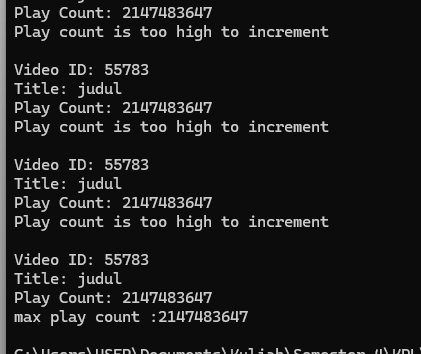 Play Count: 2147483647
Play count is too high to increment
Video ID: 55783
Title: judul
Play Count: 2147483647
Play count is too high to increment
Video ID: 55783
Title: judul
Play Count: 2147483647
Play count is too high to increment
Video ID: 55783
Title: judul
Play Count: 2147483647
max play count :2147483647
C:\Users\USER\Documents\Kuliah\Semester